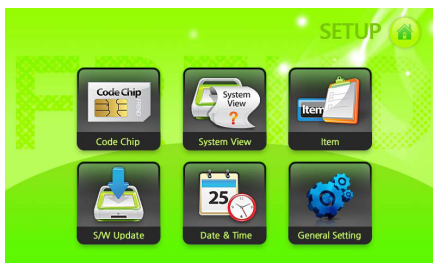 SETUP
Code Chip
System
View
?
Item
Code Chip
System View
Item
25
S/W Update
Date & Time
General Setting